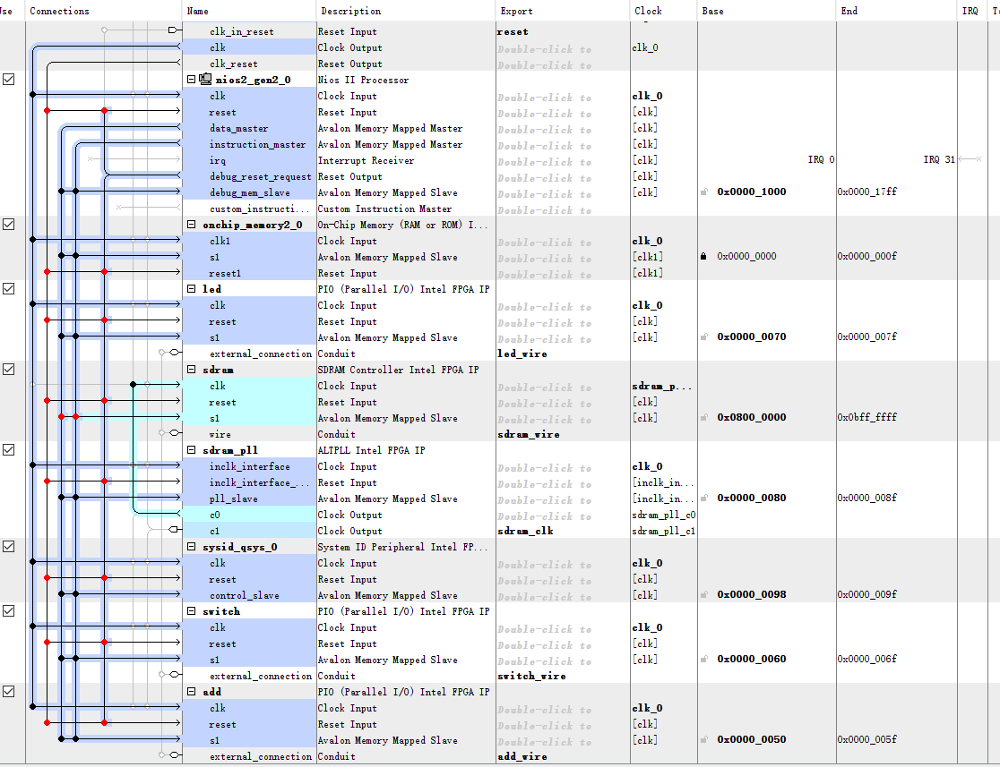 Use Connections Name Description Export Clock Base End IRQ
clk_in_reset Reset Input reset
clk Clock Output Double-click to clk_0
clk_reset Reset Output Double-click to
nios2_gen2_0 Nios II Processor
clk Clock Input Double-click to clk_0
reset Reset Input Double-click to [clk]
data_master Avalon Memory Mapped Master Double-click to [clk]
instruction_master Avalon Memory Mapped Master Double-click to [clk]
irq Interrupt Receiver Double-click to [clk] IRQ 0 IRQ 31
debug_reset_request Reset Output Double-click to [clk]
debug_mem_slave Avalon Memory Mapped Slave Double-click to [clk] 0x0000_1000 0x0000_17ff
custom_instructi... Custom Instruction Master Double-click to
onchip_memory2_0 On-Chip Memory (RAM or ROM) I...
clk1 Clock Input Double-click to clk_0
s1 Avalon Memory Mapped Slave Double-click to [clk1] 0x0000_0000 0x0000_000f
reset1 Reset Input Double-click to [clk1]
led PIO (Parallel I/O) Intel FPGA IP
clk Clock Input Double-click to clk_0
reset Reset Input Double-click to [clk]
s1 Avalon Memory Mapped Slave Double-click to [clk] 0x0000_0070 0x0000_007f
external_connection Conduit led_wire
sdram SDRAM Controller Intel FPGA IP
clk Clock Input Double-click to sdram_p...
reset Reset Input Double-click to [clk]
s1 Avalon Memory Mapped Slave Double-click to [clk] 0x0800_0000 0x0bff_ffff
wire Conduit sdram_wire
sdram_pll ALTPLL Intel FPGA IP
inclk_interface Clock Input Double-click to clk_0
inclk_interface_... Reset Input Double-click to [inclk_in...
pll_slave Avalon Memory Mapped Slave Double-click to [inclk_in... 0x0000_0080 0x0000_008f
c0 Clock Output Double-click to sdram_pll_c0
c1 Clock Output sdram_clk sdram_pll_c1
sysid_qsys_0 System ID Peripheral Intel FP...
clk Clock Input Double-click to clk_0
reset Reset Input Double-click to [clk]
control_slave Avalon Memory Mapped Slave Double-click to [clk] 0x0000_0098 0x0000_009f
switch PIO (Parallel I/O) Intel FPGA IP
clk Clock Input Double-click to clk_0
reset Reset Input Double-click to [clk]
s1 Avalon Memory Mapped Slave Double-click to [clk] 0x0000_0060 0x0000_006f
external_connection Conduit switch_wire
add PIO (Parallel I/O) Intel FPGA IP
clk Clock Input Double-click to clk_0
reset Reset Input Double-click to [clk]
s1 Avalon Memory Mapped Slave Double-click to [clk] 0x0000_0050 0x0000_005f
external_connection Conduit add_wire